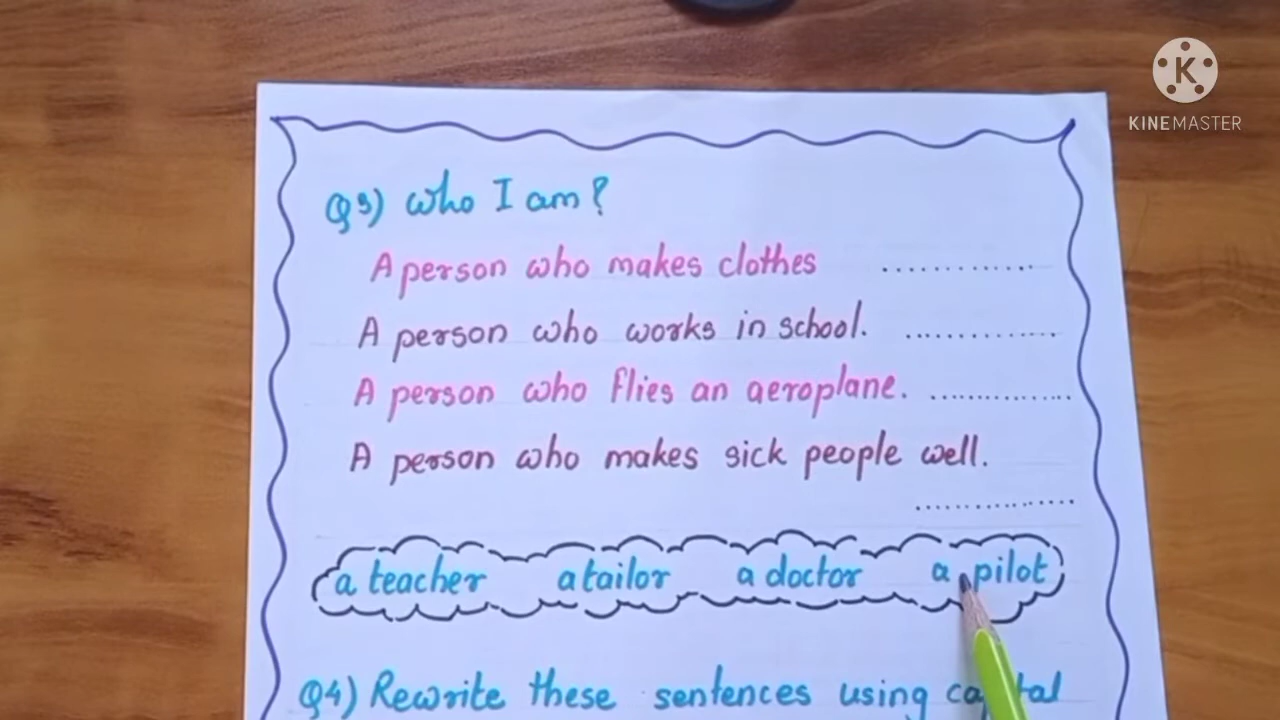 K
KINEMASTER
Q3) Who I am?
A person who makes clothes ..............
A person who works in school. ..............
A person who flies an aeroplane. ..............
A person who makes sick people well.
..............
a teacher a tailor a doctor a pilot
Q4) Rewrite these sentences using